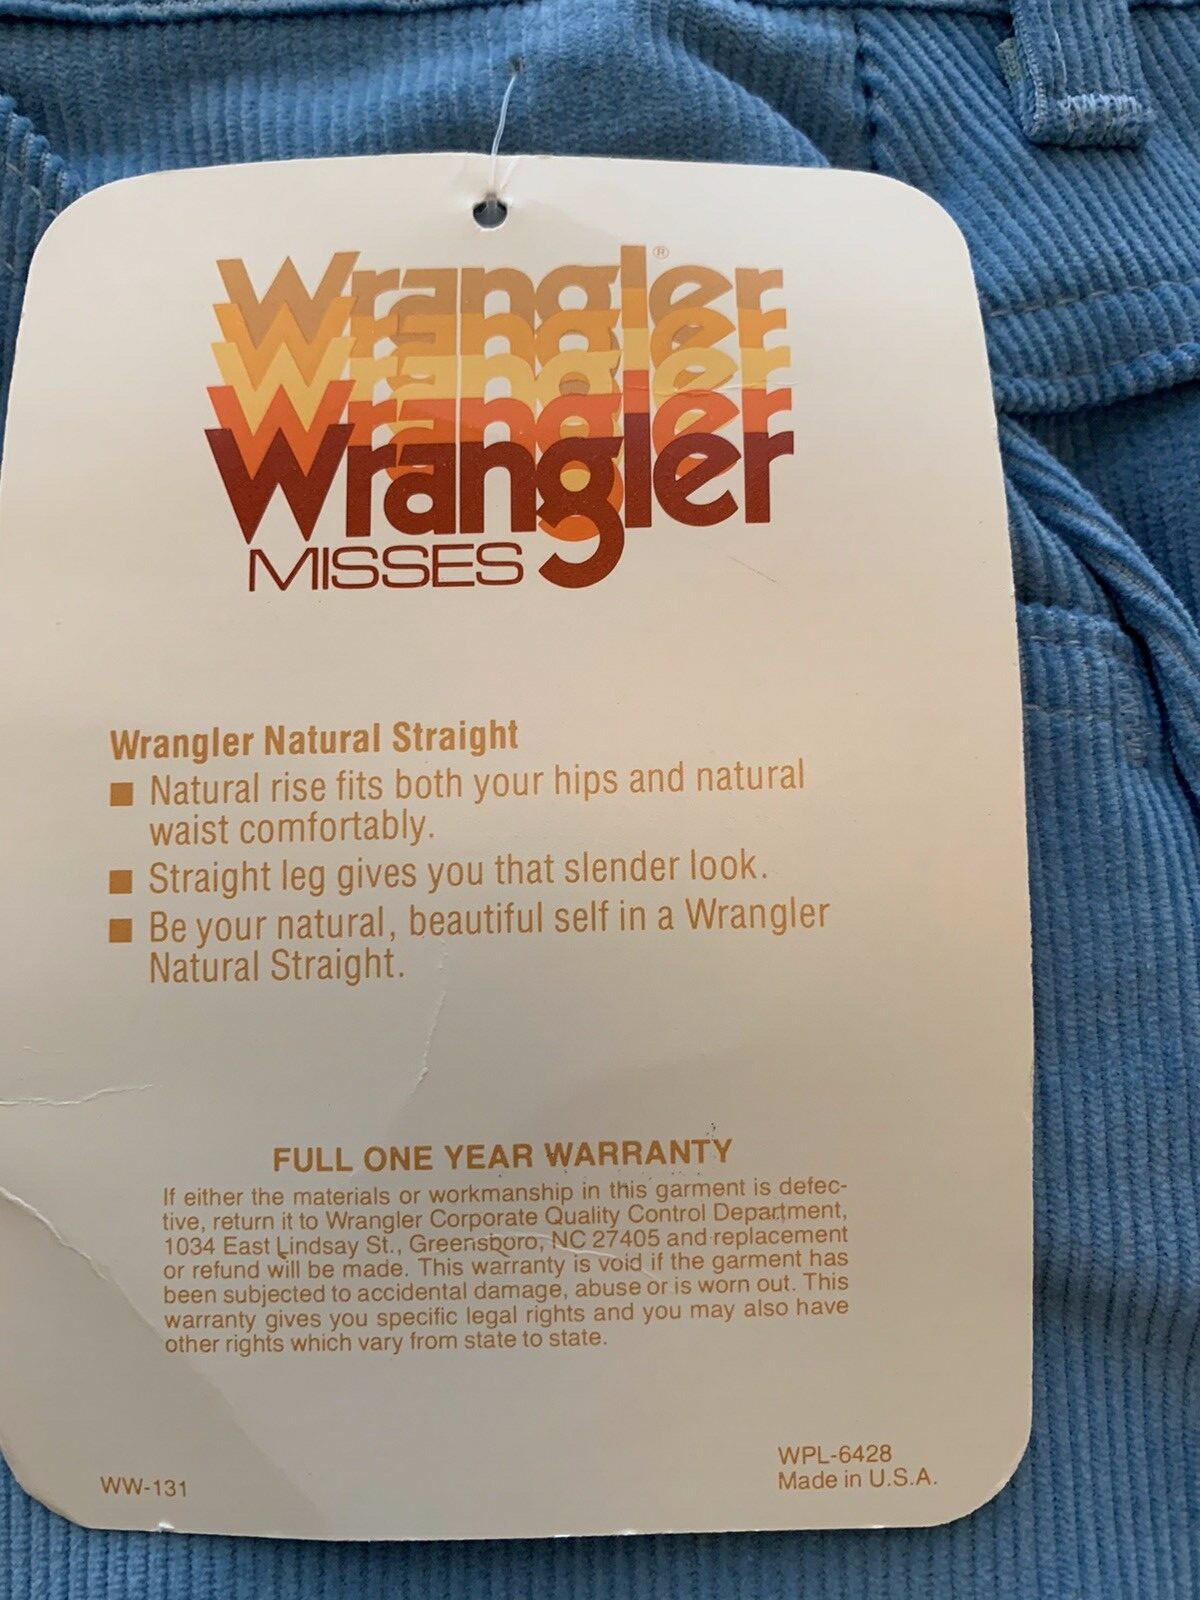 Wrangler®
Wrangler
Wrangler
Wrangler
Wrangler
MISSES
Wrangler Natural Straight
■ Natural rise fits both your hips and natural
waist comfortably.
■ Straight leg gives you that slender look.
■ Be your natural, beautiful self in a Wrangler
Natural Straight.
FULL ONE YEAR WARRANTY
If either the materials or workmanship in this garment is defec-
tive, return it to Wrangler Corporate Quality Control Department,
1034 East Lindsay St., Greensboro, NC 27405 and replacement
or refund will be made. This warranty is void if the garment has
been subjected to accidental damage, abuse or is worn out. This
warranty gives you specific legal rights and you may also have
other rights which vary from state to state.
WW-131
WPL-6428
Made in U.S.A.